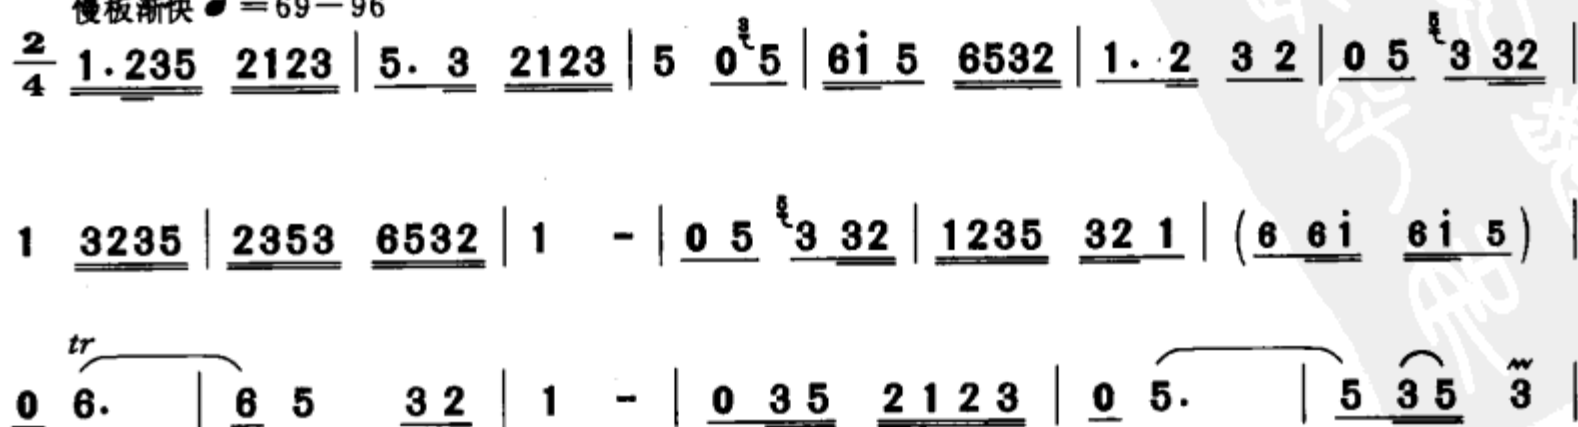 慢板渐快 ♩=69—96
2/4 1·235 2123 | 5· 3 2123 | 5 0 3 5 | 6i 5 6532 | 1· 2 3 2 | 0 5 5 3 32 |
1 3235 | 2353 6532 | 1 - | 0 5 5 3 32 | 1235 32 1 | (6 6i 6i 5) |
tr
0 6· | 6 5 3 2 | 1 - | 0 3 5 2 1 2 3 | 0 5· | 5 3 5 3 |